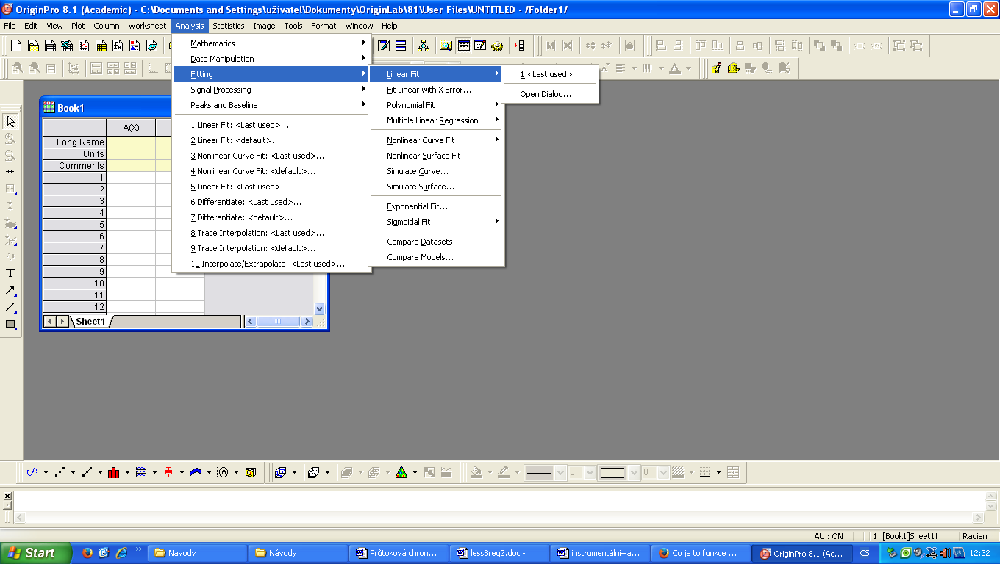 OriginPro 8.1 (Academic) - C:\Documents and Settings\uživatel\Dokumenty\OriginLab\81\User Files\UNTITLED - /Folder1/
File Edit View Plot Column Worksheet Analysis Statistics Image Tools Format Window Help
Mathematics
Data Manipulation
Fitting
Signal Processing
Peaks and Baseline
1 Linear Fit: <Last used>...
2 Linear Fit: <default>...
3 Nonlinear Curve Fit: <Last used>...
4 Nonlinear Curve Fit: <default>...
5 Linear Fit: <Last used>
6 Differentiate: <Last used>...
7 Differentiate: <default>...
8 Trace Interpolation: <Last used>...
9 Trace Interpolation: <default>...
10 Interpolate/Extrapolate: <Last used>...
Linear Fit
Fit Linear with X Error...
Polynomial Fit
Multiple Linear Regression
Nonlinear Curve Fit
Nonlinear Surface Fit...
Simulate Curve...
Simulate Surface...
Exponential Fit...
Sigmoidal Fit
Compare Datasets...
Compare Models...
1 <Last used>
Open Dialog...
Book1
A(X)
Long Name
Units
Comments
1
2
3
4
5
6
7
8
9
10
11
12
Sheet1
T
0 0
AU : ON 1: [Book1]Sheet1! Radian
Start Navody Návody Průtoková chron... less8reg2.doc - ... instrumentální+a... Co je to funkce ... OriginPro 8.1 (Ac... CS 12:32